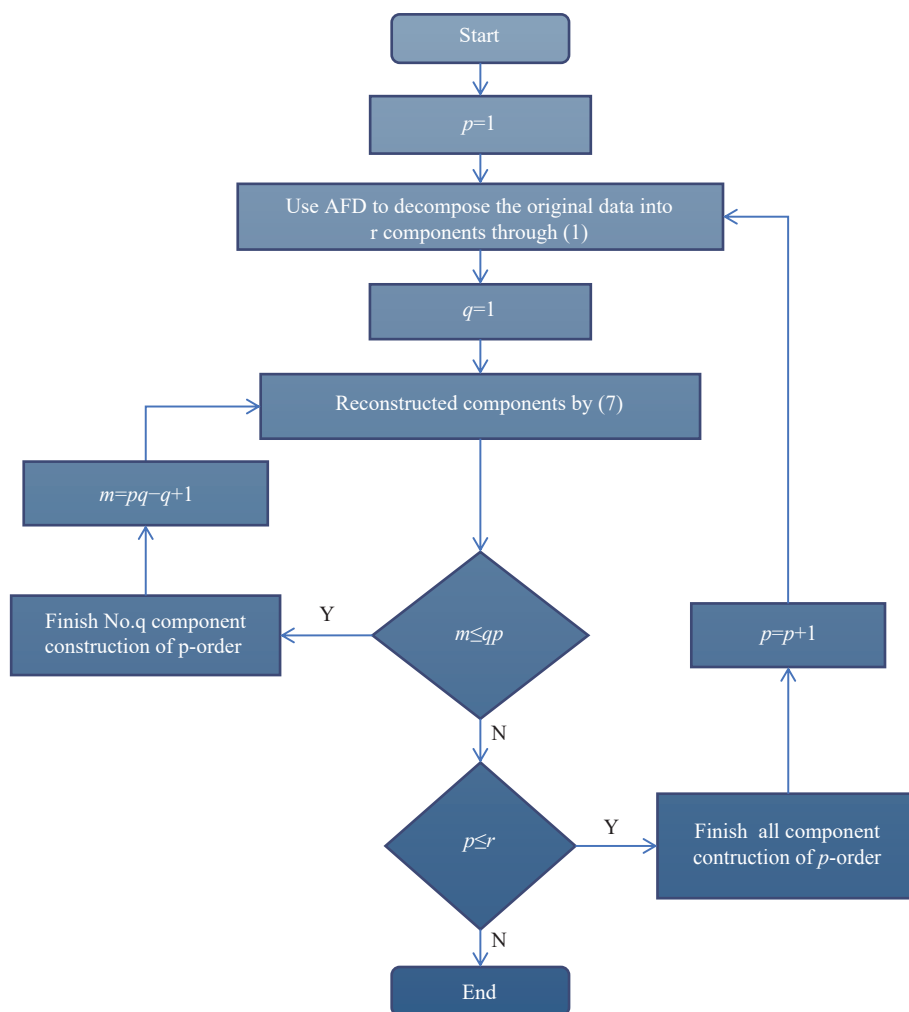 Start
p=1
Use AFD to decompose the original data into
r components through (1)
q=1
Reconstructed components by (7)
m=pq−q+1
Finish No.q component
construction of p-order
Y
m≤qp
p=p+1
N
p≤r
Y
Finish all component
contruction of p-order
N
End